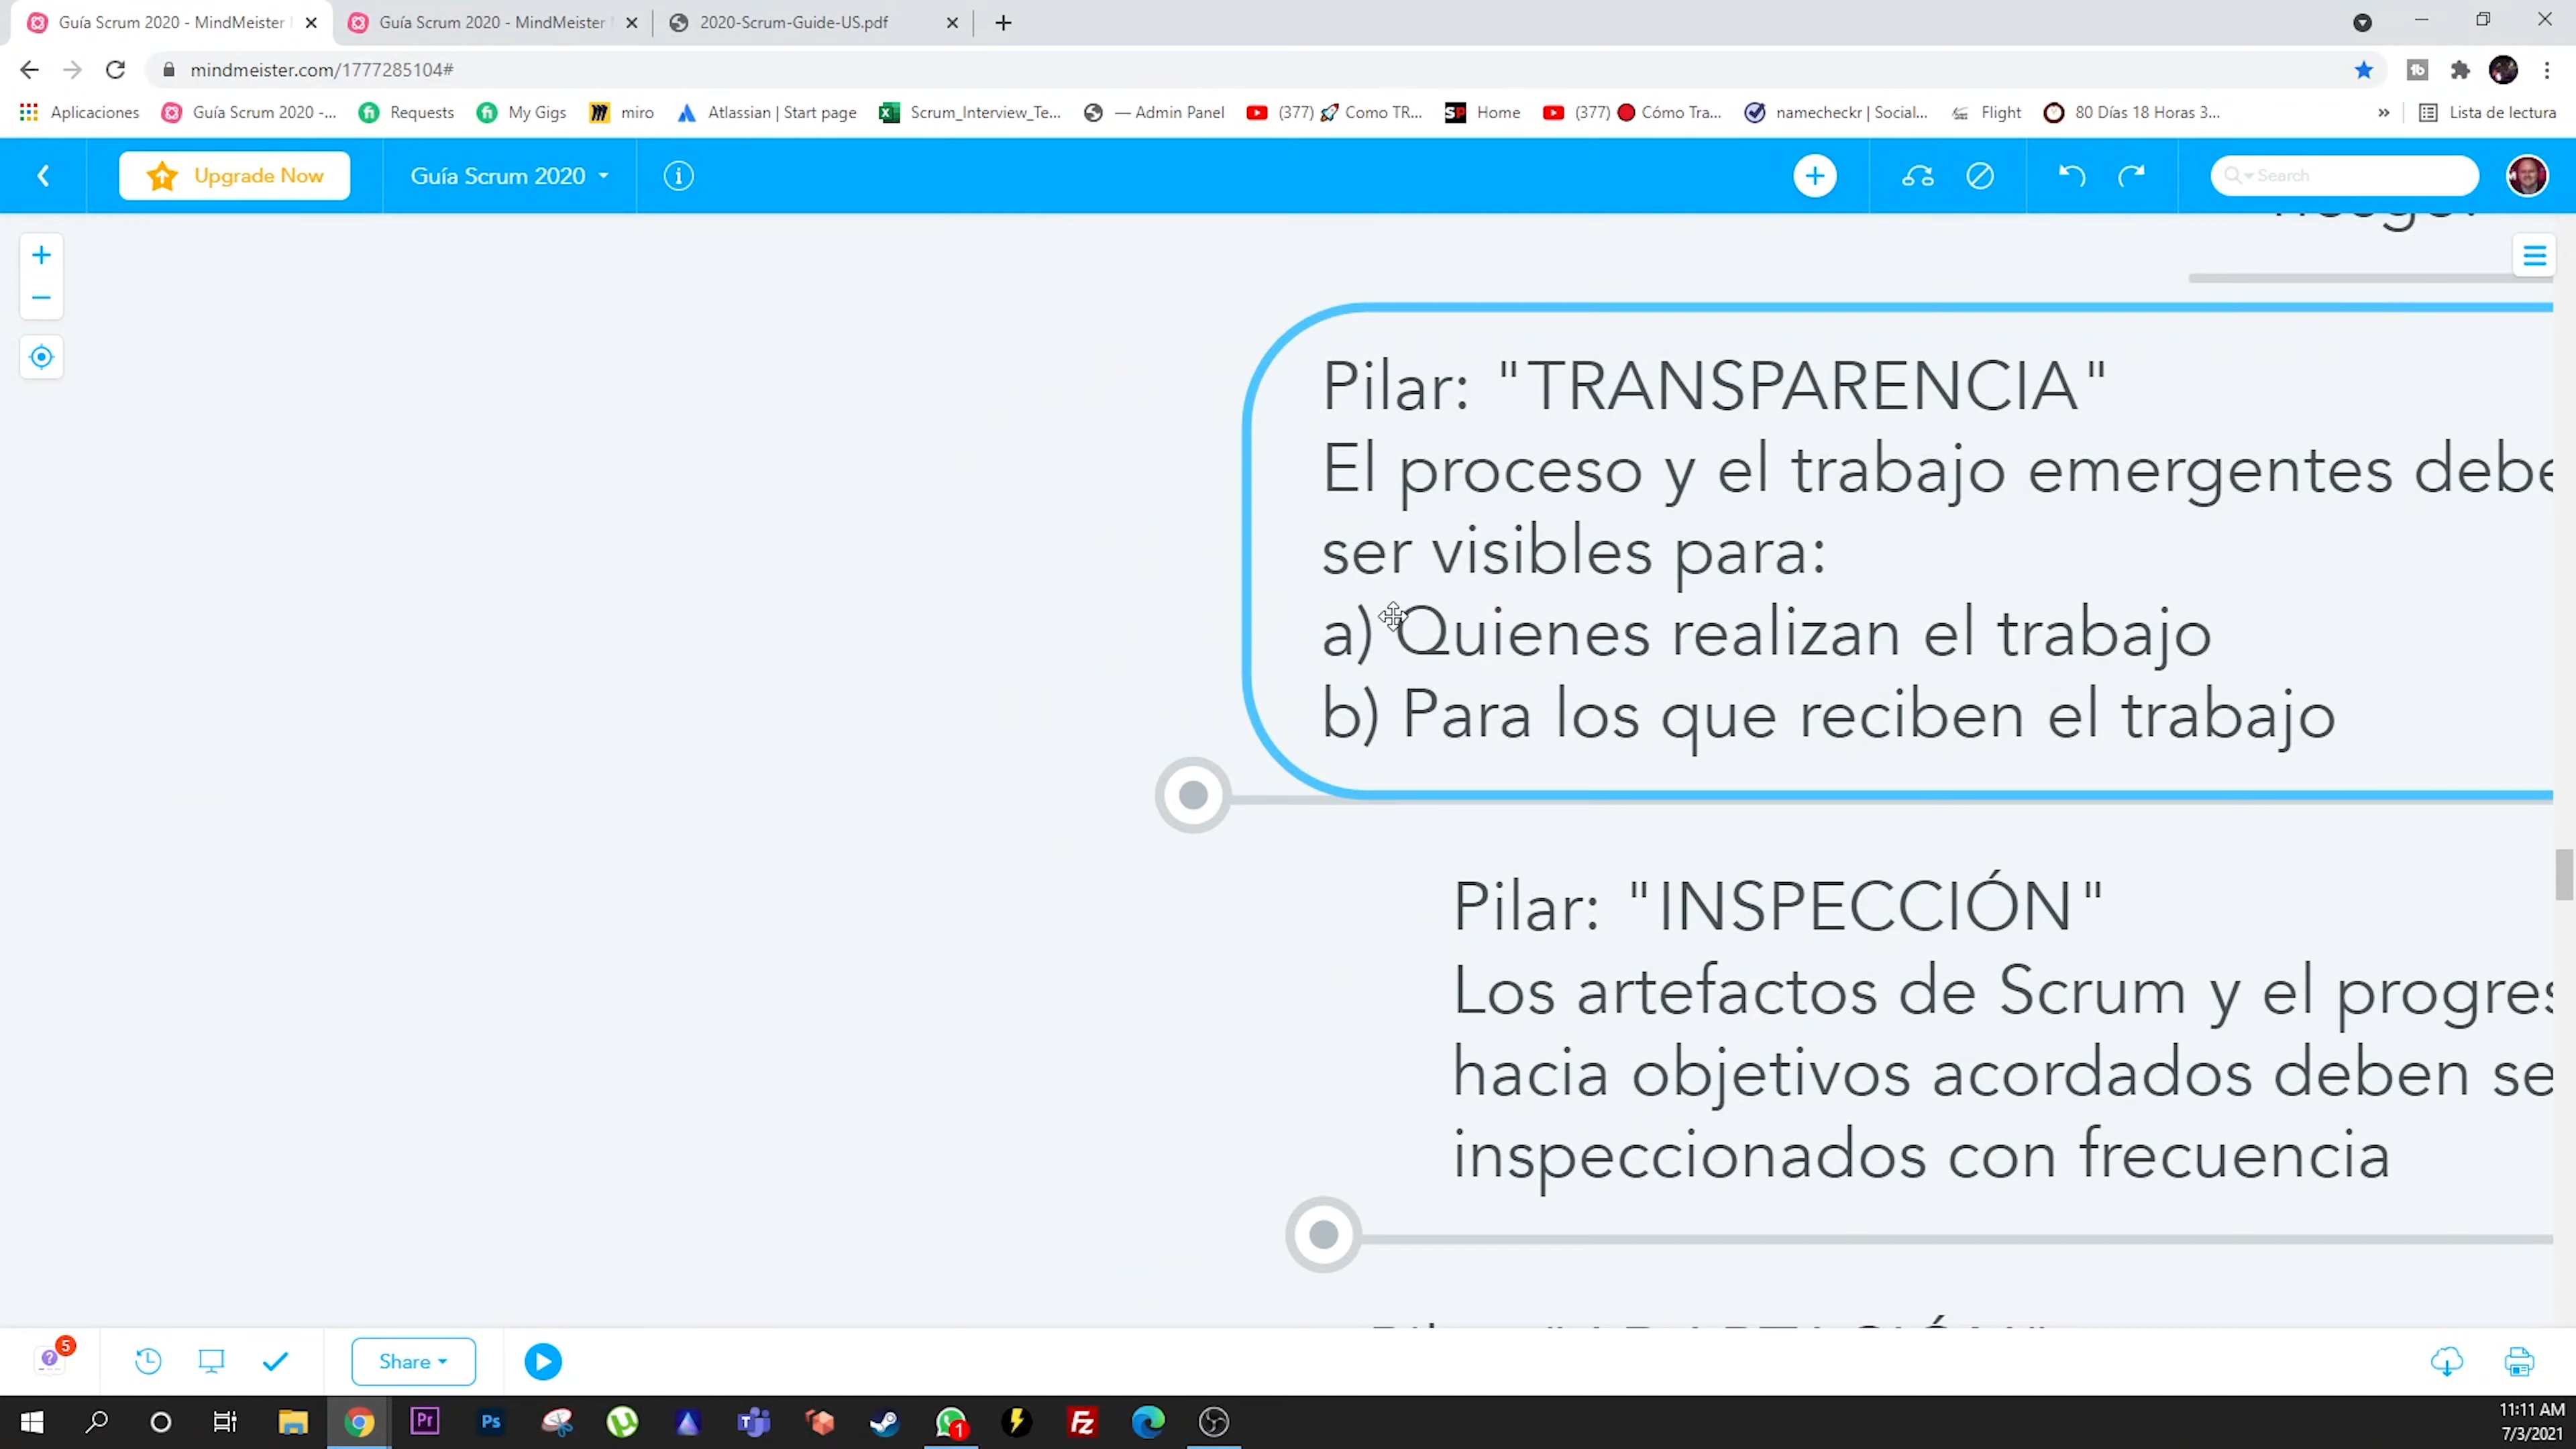 Guía Scrum 2020 - MindMeister
Guía Scrum 2020 - MindMeister
2020-Scrum-Guide-US.pdf
mindmeister.com/1777285104#
Aplicaciones
Guía Scrum 2020 -...
Requests
My Gigs
miro
Atlassian | Start page
Scrum_Interview_Te...
— Admin Panel
(377) 🚀 Como TR...
Home
(377) 🔴 Cómo Tra...
namecheckr | Social...
Flight
80 Días 18 Horas 3...
»
Lista de lectura
Upgrade Now
Guía Scrum 2020
Search
Pilar: "TRANSPARENCIA"
El proceso y el trabajo emergentes debe
ser visibles para:
a) Quienes realizan el trabajo
b) Para los que reciben el trabajo
Pilar: "INSPECCIÓN"
Los artefactos de Scrum y el progres
hacia objetivos acordados deben se
inspeccionados con frecuencia
5
Share
Pr
Ps
1
Fz
11:11 AM
7/3/2021